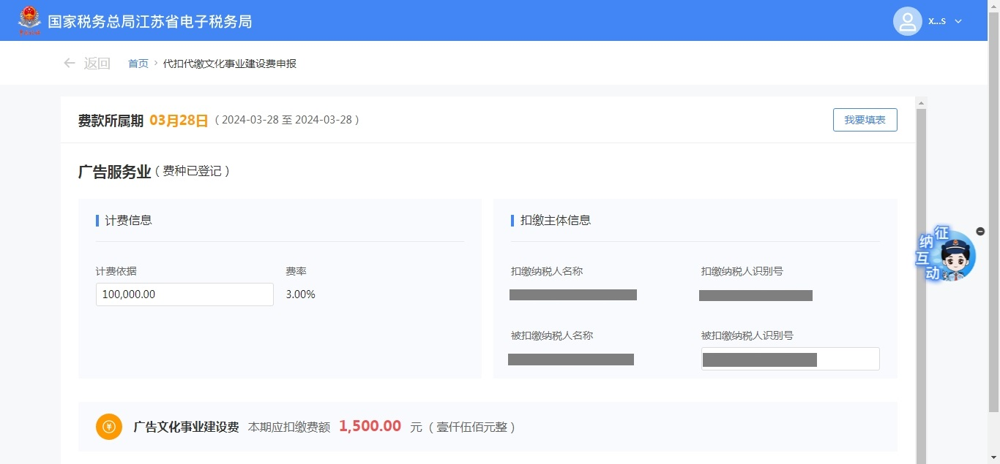 国家税务总局江苏省电子税务局
x...s
返回 首页 > 代扣代缴文化事业建设费申报
费款所属期 03月28日 ( 2024-03-28 至 2024-03-28 )
我要填表
广告服务业 ( 费种已登记 )
计费信息
计费依据 费率
100,000.00 3.00%
扣缴主体信息
扣缴纳税人名称 扣缴纳税人识别号
被扣缴纳税人名称 被扣缴纳税人识别号
征纳互动
广告文化事业建设费 本期应扣缴费额 1,500.00 元 ( 壹仟伍佰元整 )